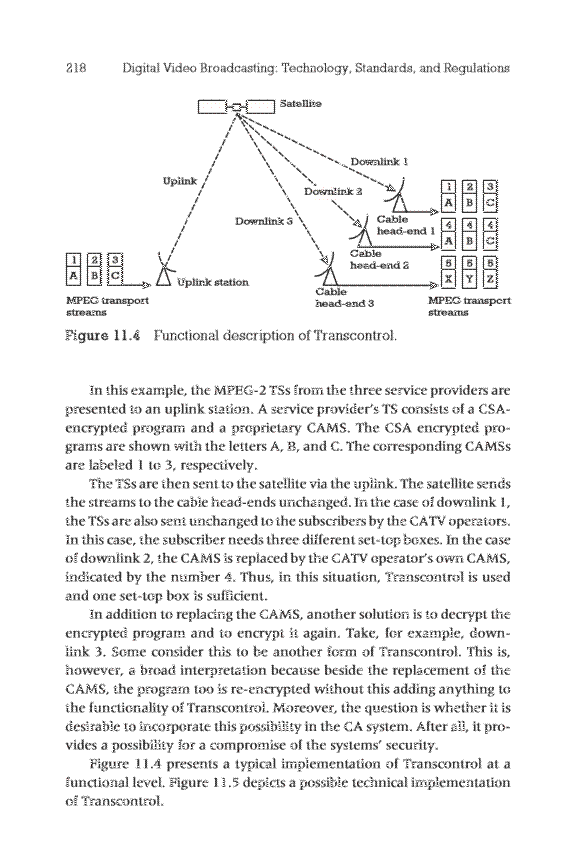 218 Digital Video Broadcasting: Technology, Standards, and Regulations
Satellite
Downlink 1
Uplink
Downlink 2
Downlink 3
1 2 3
A B C
Cable
head-end 1
4 4 4
A B C
Cable
head-end 2
5 5 5
X Y Z
1 2 3
A B C
Uplink station
Cable
head-end 3
MPEG transport
streams
MPEG transport
streams
Figure 11.4 Functional description of Transcontrol.
In this example, the MPEG-2 TSs from the three service providers are
presented to an uplink station. A service provider's TS consists of a CSA-
encrypted program and a proprietary CAMS. The CSA encrypted pro-
grams are shown with the letters A, B, and C. The corresponding CAMSs
are labeled 1 to 3, respectively.
The TSs are then sent to the satellite via the uplink. The satellite sends
the streams to the cable head-ends unchanged. In the case of downlink 1,
the TSs are also sent unchanged to the subscribers by the CATV operators.
In this case, the subscriber needs three different set-top boxes. In the case
of downlink 2, the CAMS is replaced by the CATV operator's own CAMS,
indicated by the number 4. Thus, in this situation, Transcontrol is used
and one set-top box is sufficient.
In addition to replacing the CAMS, another solution is to decrypt the
encrypted program and to encrypt it again. Take, for example, down-
link 3. Some consider this to be another form of Transcontrol. This is,
however, a broad interpretation because beside the replacement of the
CAMS, the program too is re-encrypted without this adding anything to
the functionality of Transcontrol. Moreover, the question is whether it is
desirable to incorporate this possibility in the CA system. After all, it pro-
vides a possibility for a compromise of the systems' security.
Figure 11.4 presents a typical implementation of Transcontrol at a
functional level. Figure 11.5 depicts a possible technical implementation
of Transcontrol.